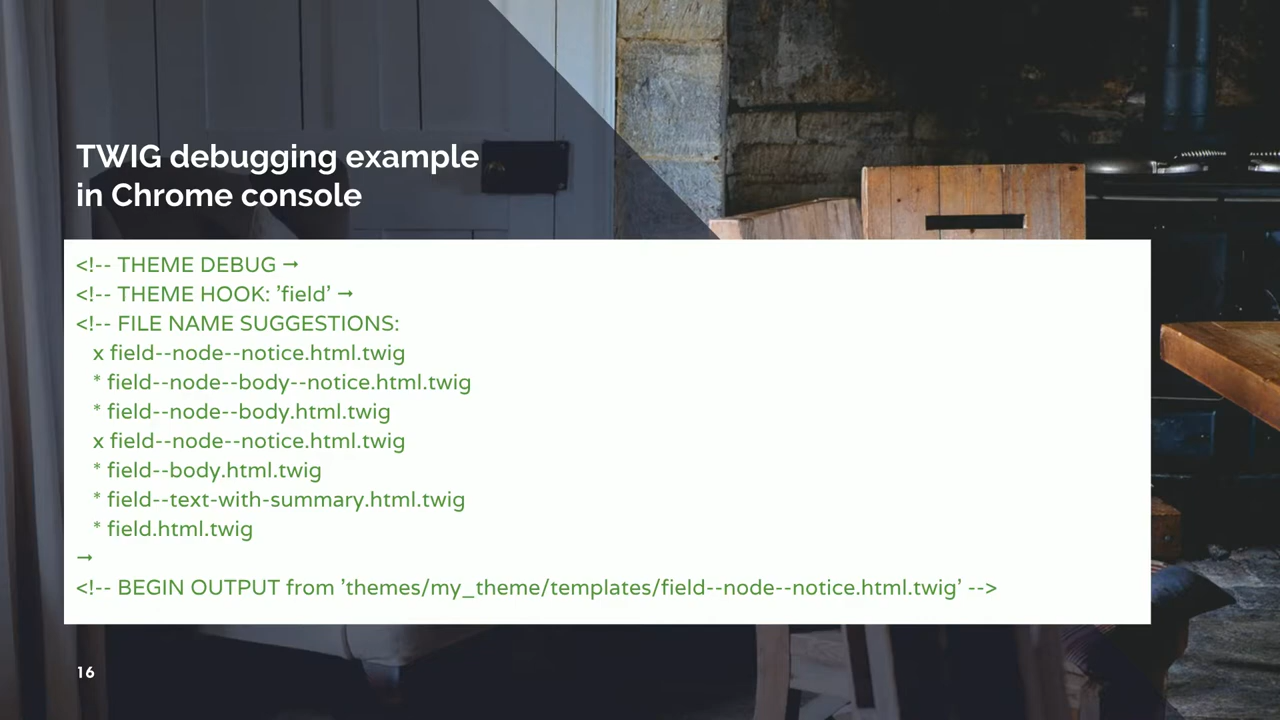 TWIG debugging example
in Chrome console
<!-- THEME DEBUG →
<!-- THEME HOOK: ’field’ →
<!-- FILE NAME SUGGESTIONS:
x field--node--notice.html.twig
* field--node--body--notice.html.twig
* field--node--body.html.twig
x field--node--notice.html.twig
* field--body.html.twig
* field--text-with-summary.html.twig
* field.html.twig
→
<!-- BEGIN OUTPUT from ’themes/my_theme/templates/field--node--notice.html.twig’ -->
16